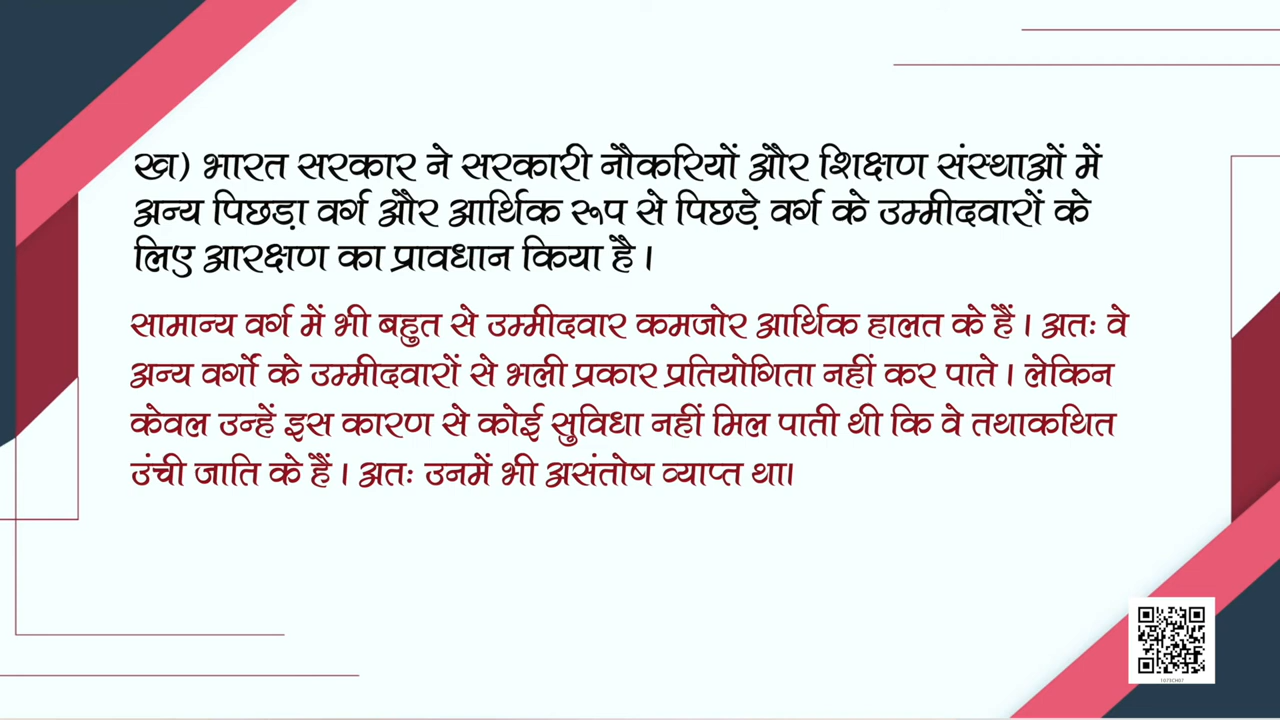 ख) भारत सरकार ने सरकारी नौकरियों और शिक्षण संस्थाओं में
अन्य पिछड़ा वर्ग और आर्थिक रूप से पिछड़े वर्ग के उम्मीदवारों के
लिए आरक्षण का प्रावधान किया है ।
सामान्य वर्ग में भी बहुत से उम्मीदवार कमजोर आर्थिक हालत के हैं । अतः वे
अन्य वर्गो के उम्मीदवारों से भली प्रकार प्रतियोगिता नहीं कर पाते । लेकिन
केवल उन्हें इस कारण से कोई सुविधा नहीं मिल पाती थी कि वे तथाकथित
उंची जाति के हैं । अतः उनमें भी असंतोष व्याप्त था।
1073CH07